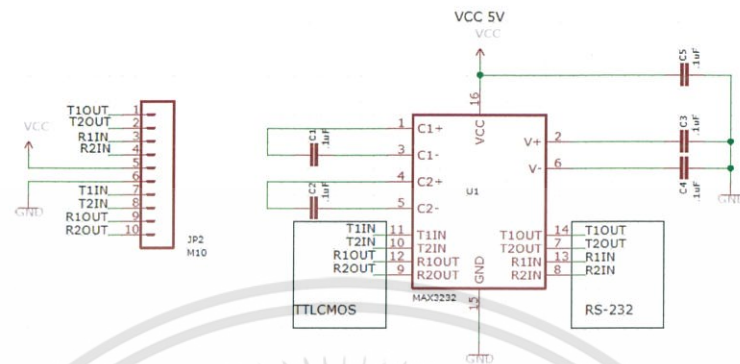 VCC 5V
VCC
C5
.1uF
16
VCC
T1OUT 1
T2OUT 2
R1IN 3
R2IN 4
5
6
T1IN 7
T2IN 8
R1OUT 9
R2OUT 10
VCC
GND
JP2
M10
C1
.1uF
1 C1+
3 C1-
C2
.1uF
4 C2+
5 C2-
U1
V+ 2
V- 6
C3
.1uF
C4
.1uF
GND
T1IN 11 T1IN
T2IN 10 T2IN
R1OUT 12 R1OUT
R2OUT 9 R2OUT
T1OUT 14 T1OUT
T2OUT 7 T2OUT
R1IN 13 R1IN
R2IN 8 R2IN
GND
15
MAX3232
TTLCMOS
RS-232
GND